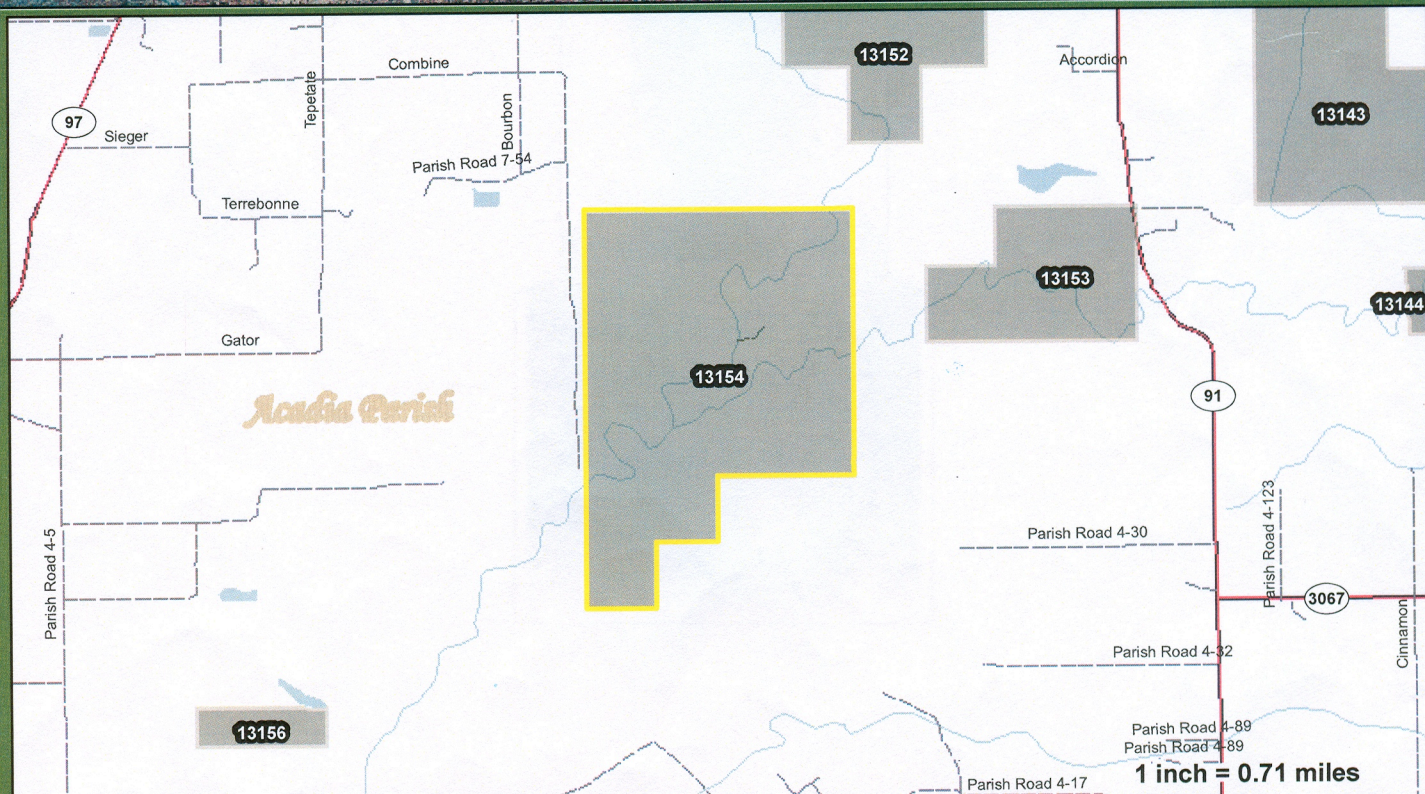 Combine
Accordion
13152
Tepetate
Bourbon
13143
97
Sieger
Parish Road 7-54
Terrebonne
13153
13144
Gator
13154
91
Acadia Parish
Parish Road 4-123
Parish Road 4-30
Parish Road 4-5
3067
Cinnamon
Parish Road 4-32
13156
Parish Road 4-89
Parish Road 4-89
1 inch = 0.71 miles
Parish Road 4-17